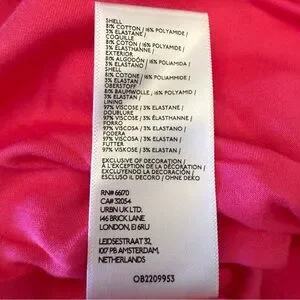 SHELL
81% COTTON / 16% POLYAMIDE /
3% ELASTANE /
COQUILLE
81% COTON / 16% POLYAMIDE /
3% ÉLASTHANNE /
EXTERIOR
81% ALGODÓN / 16% POLIAMIDA /
3% ELASTANO /
SHELL
81% COTONE / 16% POLIAMMIDE /
3% ELASTAN /
OBERSTOFF
81% BAUMWOLLE / 16% POLYAMID /
3% ELASTAN /
LINING
97% VISCOSE / 3% ELASTANE /
DOUBLURE
97% VISCOSE / 3% ÉLASTHANNE /
FORRO
97% VISCOSA / 3% ELASTANO /
FODERA
97% VISCOSA / 3% ELASTAN /
FUTTER
97% VISKOSE / 3% ELASTAN /
EXCLUSIVE OF DECORATION /
À L'EXCEPTION DE LA DÉCORATION /
EXCLUYENDO LA DECORACIÓN /
ESCLUSO IL DECORO / OHNE DEKO
RN# 66170
CA# 32054
URBN UK LTD.
146 BRICK LANE
LONDON, E1 6RU
LEIDSESTRAAT 32,
1017 PB AMSTERDAM,
NETHERLANDS
OB2209953